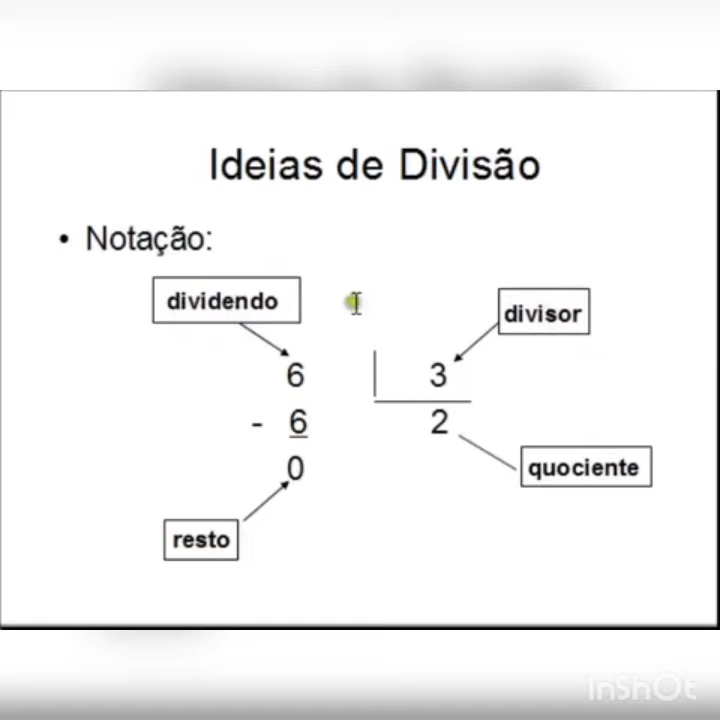 Ideias de Divisão
• Notação:
dividendo
divisor
6 3
- 6 2
0
quociente
resto
InShOt